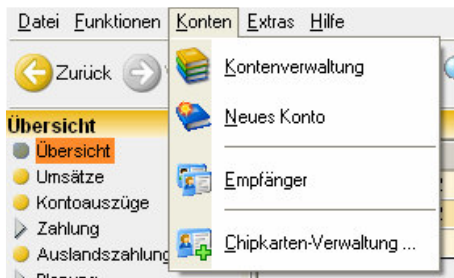 Datei Funktionen Konten Extras Hilfe
Zurück
Kontenverwaltung
Neues Konto
Empfänger
Chipkarten-Verwaltung ...
Übersicht
Übersicht
Umsätze
Kontoauszüge
Zahlung
Auslandszahlung